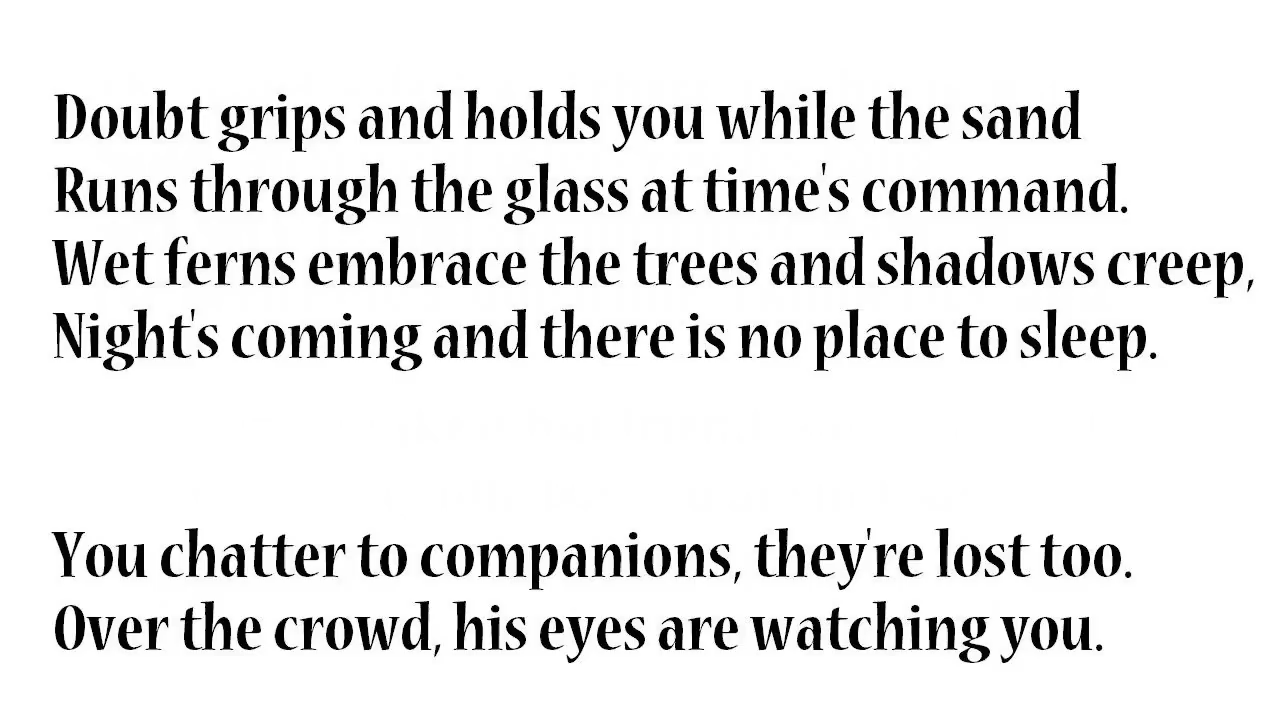 Doubt grips and holds you while the sand
Runs through the glass at time's command.
Wet ferns embrace the trees and shadows creep,
Night's coming and there is no place to sleep.
You chatter to companions, they're lost too.
Over the crowd, his eyes are watching you.